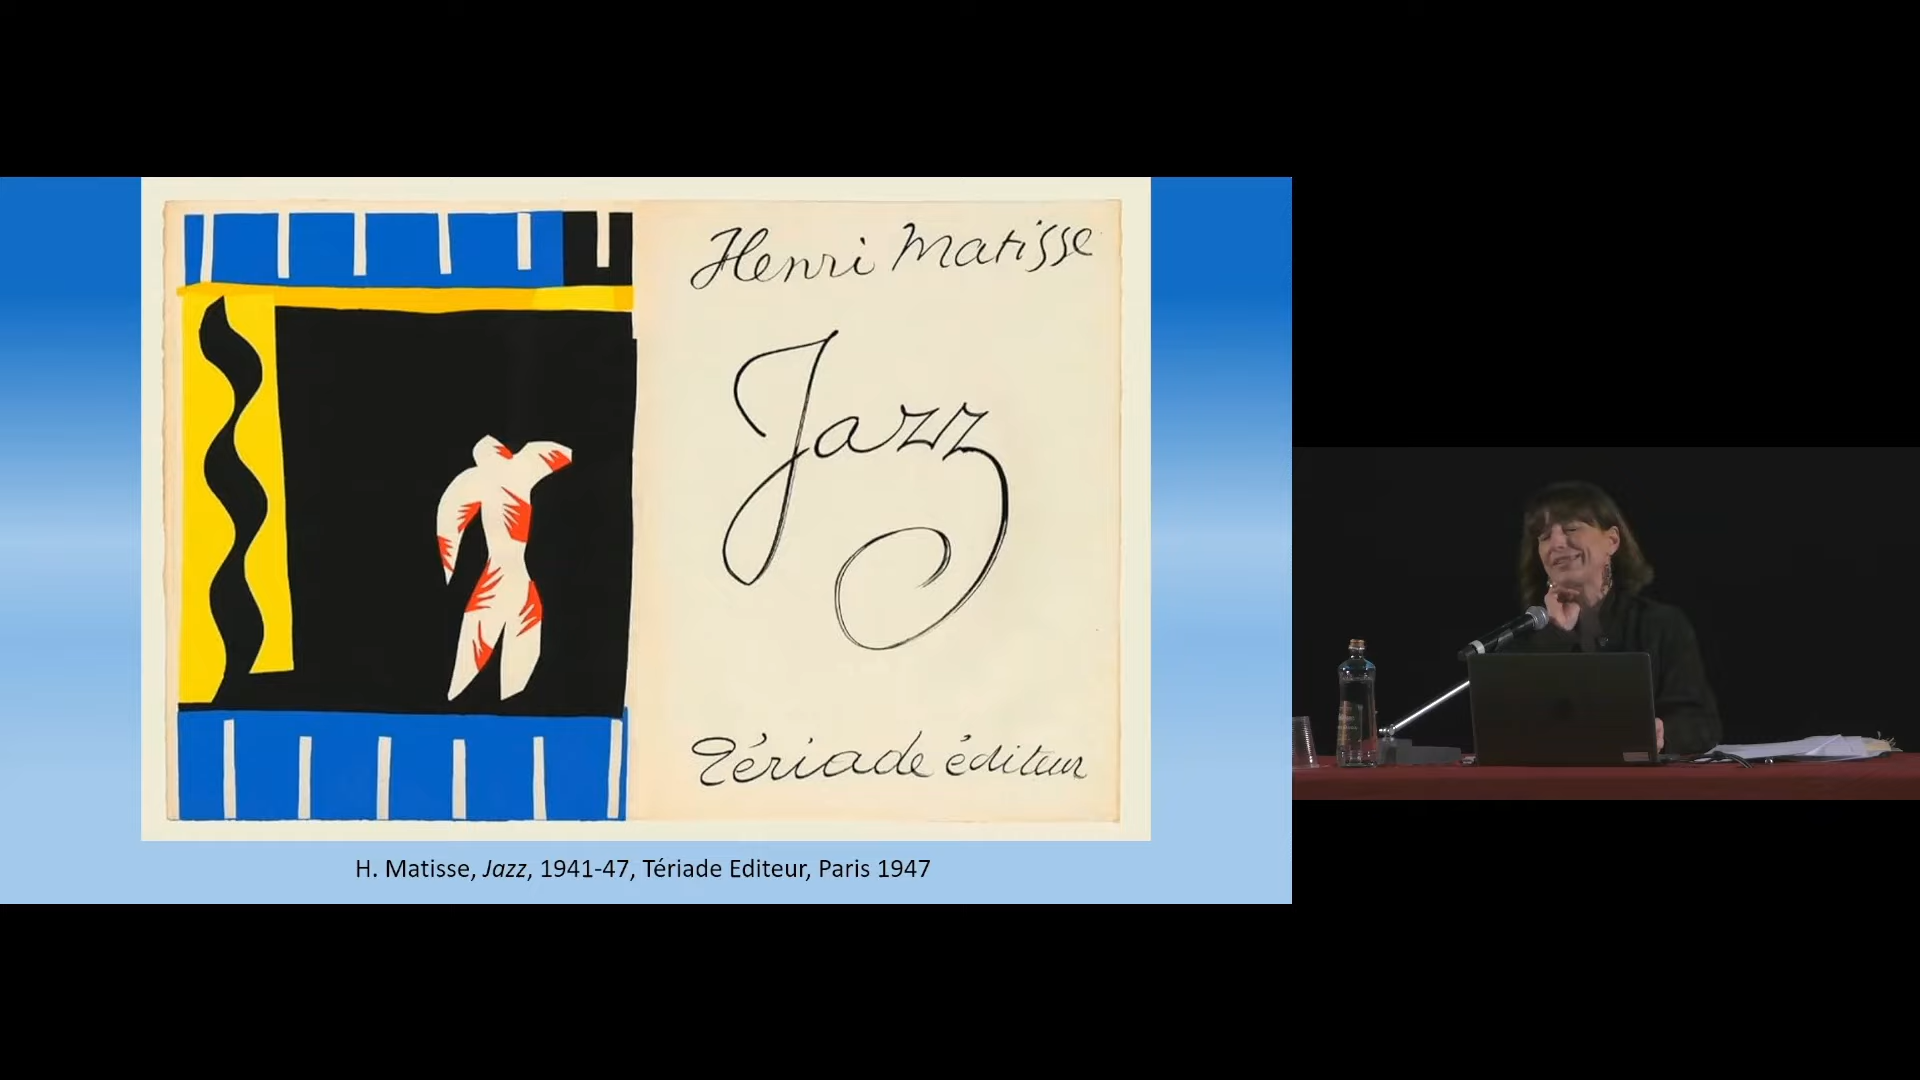 Henri Matisse
Jazz
Tériade éditeur
H. Matisse, Jazz, 1941-47, Tériade Editeur, Paris 1947